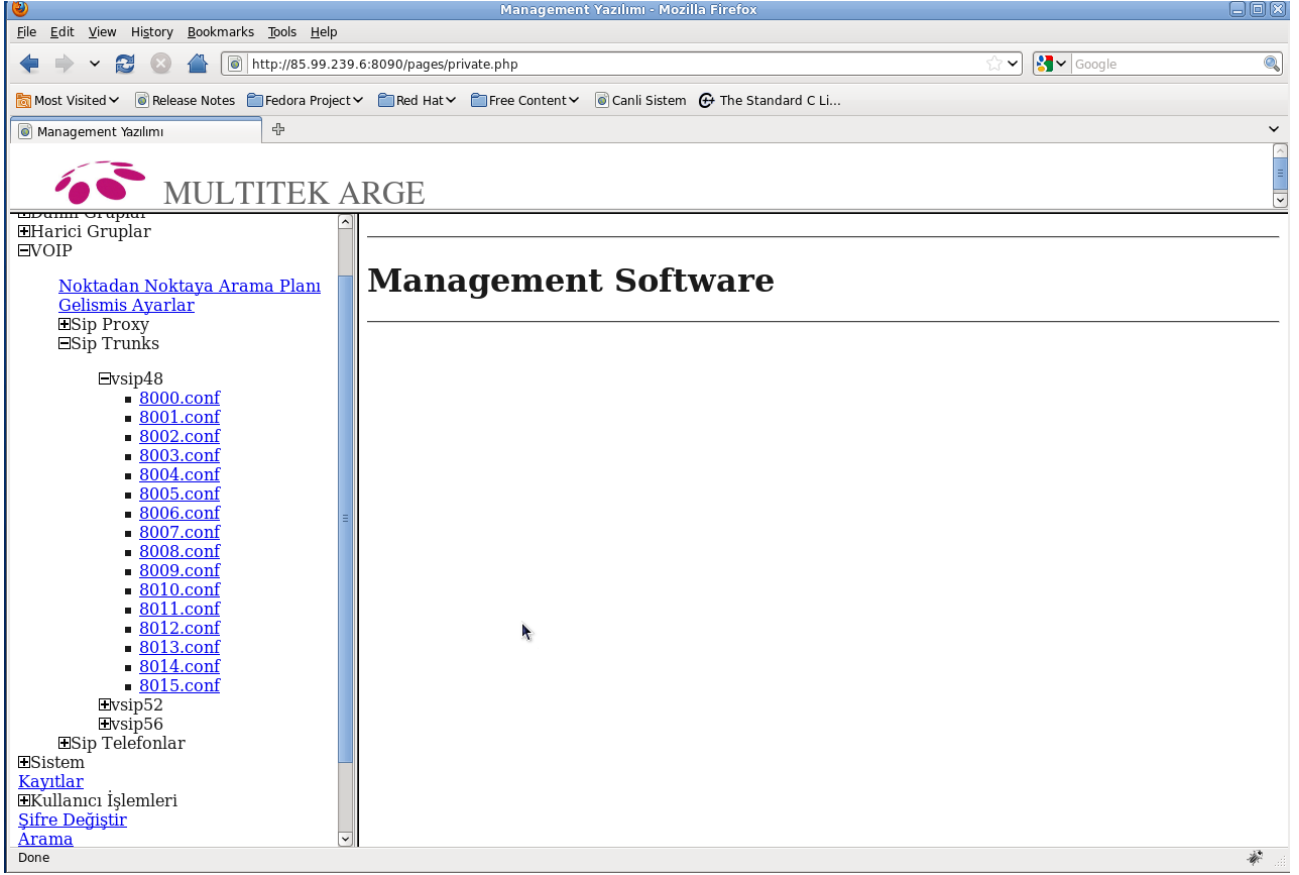 Management Yazılımı - Mozilla Firefox
File Edit View History Bookmarks Tools Help
http://85.99.239.6:8090/pages/private.php
Google
Most Visited Release Notes Fedora Project Red Hat Free Content Canli Sistem The Standard C Li...
Management Yazılımı
MULTITEK ARGE
Gruplar
Harici Gruplar
VOIP
Noktadan Noktaya Arama Planı
Gelismis Ayarlar
Sip Proxy
Sip Trunks
vsip48
8000.conf
8001.conf
8002.conf
8003.conf
8004.conf
8005.conf
8006.conf
8007.conf
8008.conf
8009.conf
8010.conf
8011.conf
8012.conf
8013.conf
8014.conf
8015.conf
vsip52
vsip56
Sip Telefonlar
Sistem
Kayıtlar
Kullanıcı İşlemleri
Şifre Değiştir
Arama
Management Software
Done